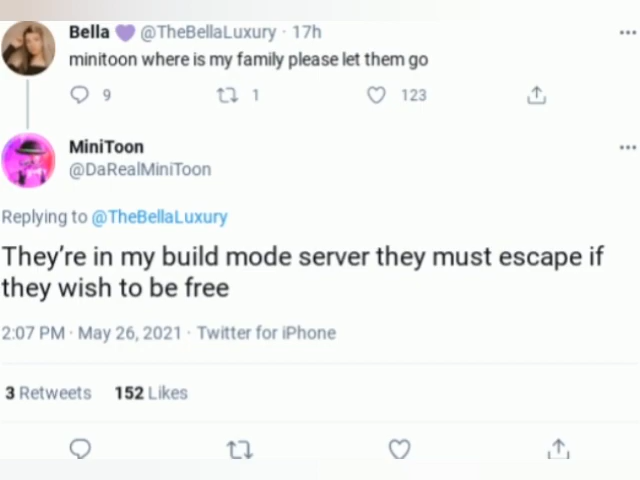 Bella 💜 @TheBellaLuxury · 17h
minitoon where is my family please let them go
9 1 123
MiniToon
@DaRealMiniToon
Replying to @TheBellaLuxury
They’re in my build mode server they must escape if
they wish to be free
2:07 PM · May 26, 2021 · Twitter for iPhone
3 Retweets 152 Likes